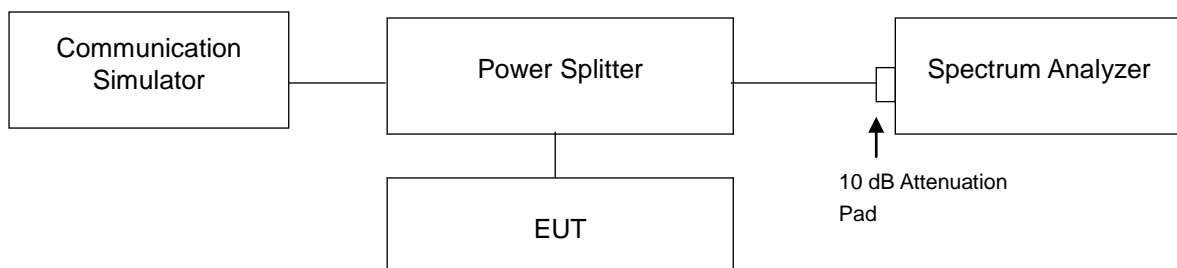 Communication
Simulator
Power Splitter
Spectrum Analyzer
10 dB Attenuation
Pad
EUT